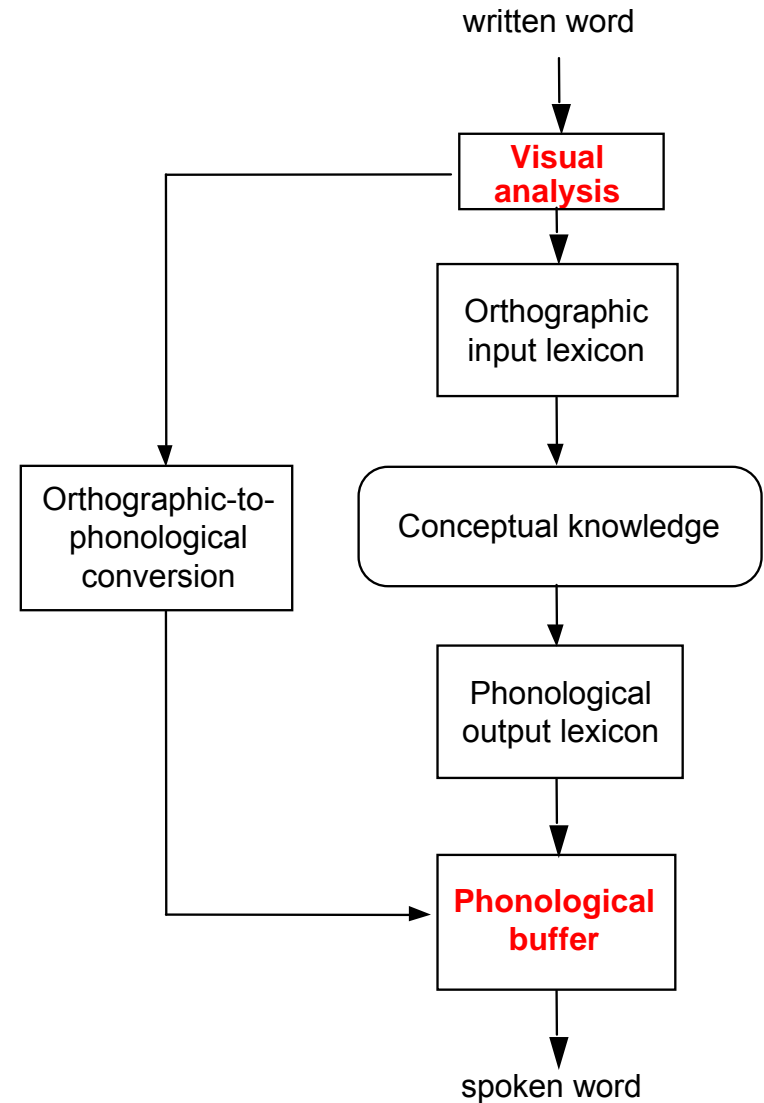 written word
Visual
analysis
Orthographic
input lexicon
Orthographic-to-
phonological
conversion
Conceptual knowledge
Phonological
output lexicon
Phonological
buffer
spoken word